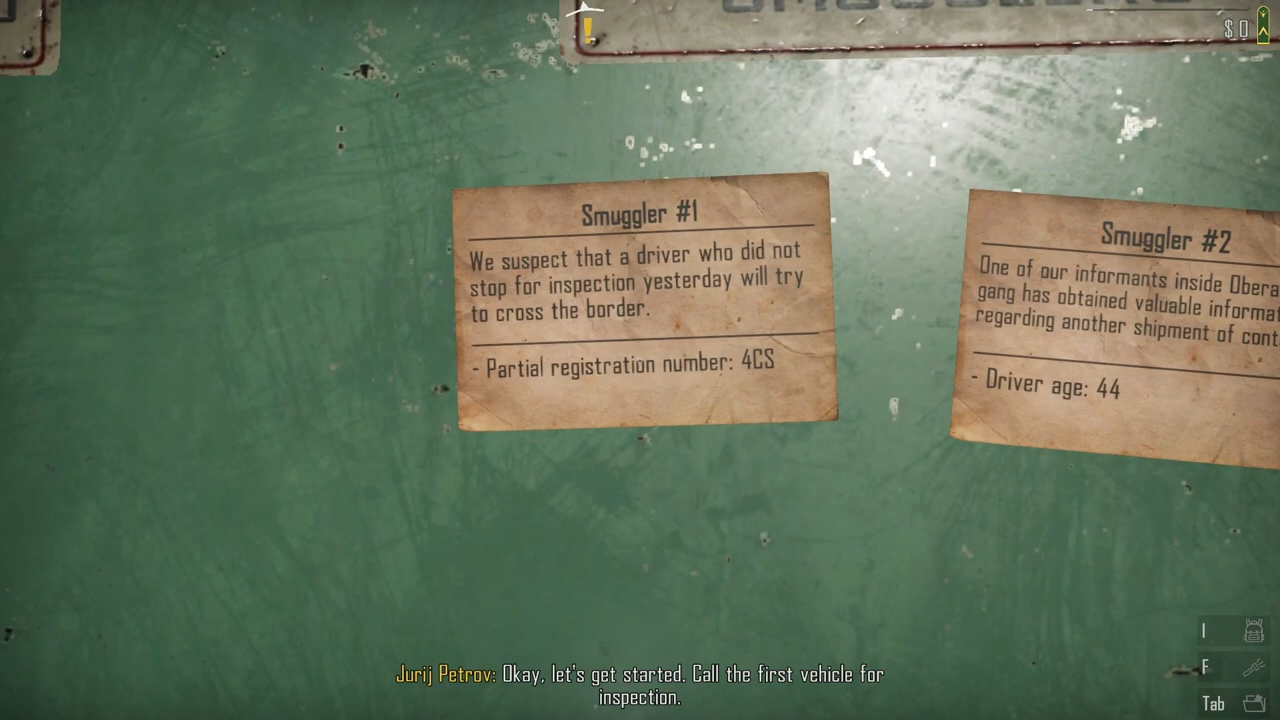 $ 0
Smuggler #1
We suspect that a driver who did not
stop for inspection yesterday will try
to cross the border.
- Partial registration number: 4CS
Smuggler #2
One of our informants inside
gang has obtained valuable
regarding another shipment of
- Driver age: 44
I
F
Tab
Jurij Petrov: Okay, let's get started. Call the first vehicle for
inspection.